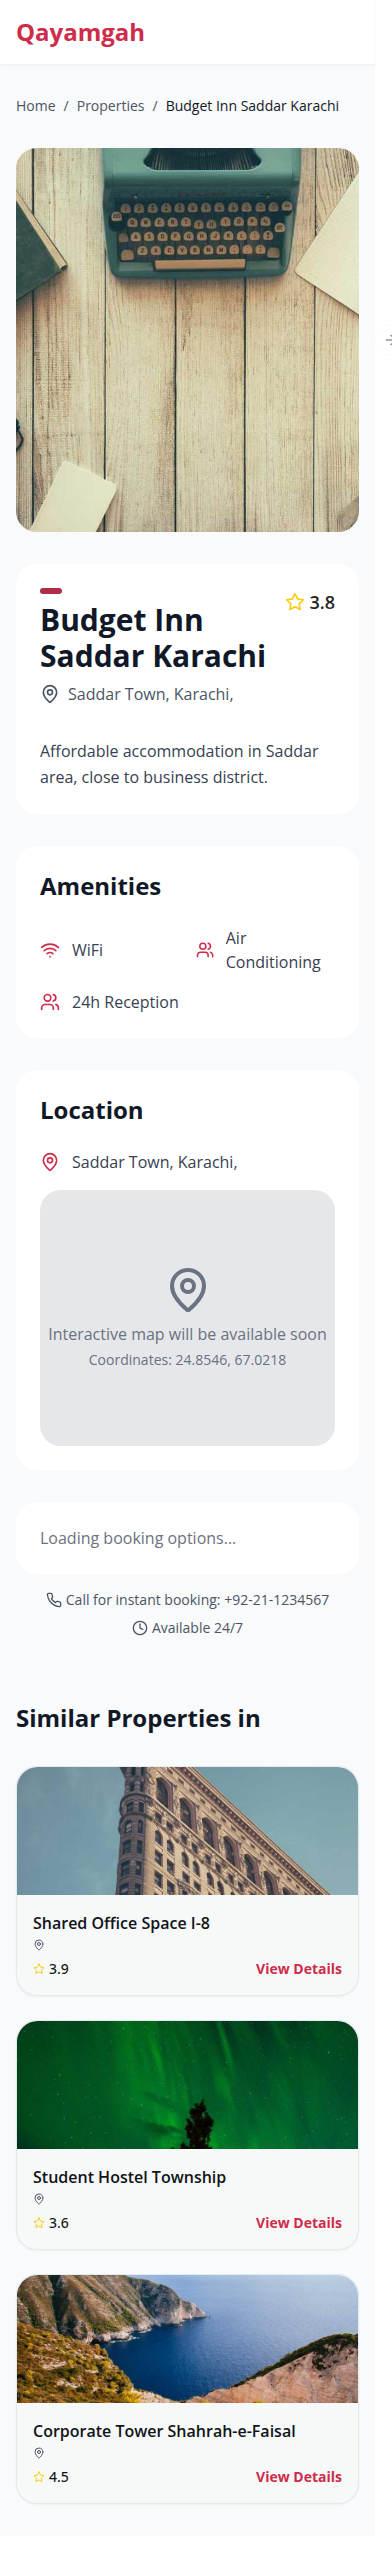 Qayamgah
Home / Properties / Budget Inn Saddar Karachi
3.8
Budget Inn
Saddar Karachi
Saddar Town, Karachi,
Affordable accommodation in Saddar
area, close to business district.
Amenities
WiFi
Air
Conditioning
24h Reception
Location
Saddar Town, Karachi,
Interactive map will be available soon
Coordinates: 24.8546, 67.0218
Loading booking options...
Call for instant booking: +92-21-1234567
Available 24/7
Similar Properties in
Shared Office Space I-8
3.9 View Details
Student Hostel Township
3.6 View Details
Corporate Tower Shahrah-e-Faisal
4.5 View Details